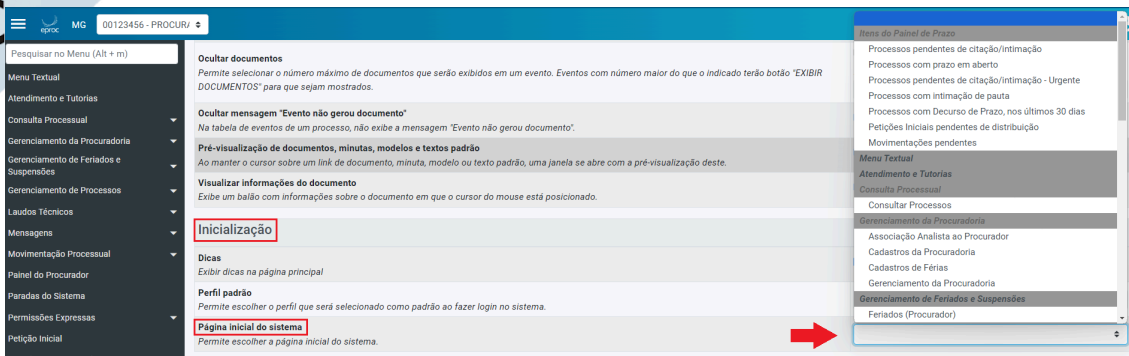 eproc
MG
00123456 - PROCUR
Pesquisar no Menu (Alt + m)
Menu Textual
Atendimento e Tutorias
Consulta Processual
Gerenciamento da Procuradoria
Gerenciamento de Feriados e
Suspensões
Gerenciamento de Processos
Laudos Técnicos
Mensagens
Movimentação Processual
Painel do Procurador
Paradas do Sistema
Permissões Expressas
Petição Inicial
Ocultar documentos
Permite selecionar o número máximo de documentos que serão exibidos em um evento. Eventos com número maior do que o indicado terão botão "EXIBIR
DOCUMENTOS" para que sejam mostrados.
Ocultar mensagem "Evento não gerou documento"
Na tabela de eventos de um processo, não exibe a mensagem "Evento não gerou documento".
Pré-visualização de documentos, minutas, modelos e textos padrão
Ao manter o cursor sobre um link de documento, minuta, modelo ou texto padrão, uma janela se abre com a pré-visualização deste.
Visualizar informações do documento
Exibe um balão com informações sobre o documento em que o cursor do mouse está posicionado.
Inicialização
Dicas
Exibir dicas na página principal
Perfil padrão
Permite escolher o perfil que será selecionado como padrão ao fazer login no sistema.
Página inicial do sistema
Permite escolher a página inicial do sistema.
Itens do Painel de Prazo
Processos pendentes de citação/intimação
Processos com prazo em aberto
Processos pendentes de citação/intimação - Urgente
Processos com intimação de pauta
Processos com Decurso de Prazo, nos últimos 30 dias
Petições Iniciais pendentes de distribuição
Movimentações pendentes
Menu Textual
Atendimento e Tutorias
Consulta Processual
Consultar Processos
Gerenciamento da Procuradoria
Associação Analista ao Procurador
Cadastros da Procuradoria
Cadastros de Férias
Gerenciamento da Procuradoria
Gerenciamento de Feriados e Suspensões
Feriados (Procurador)